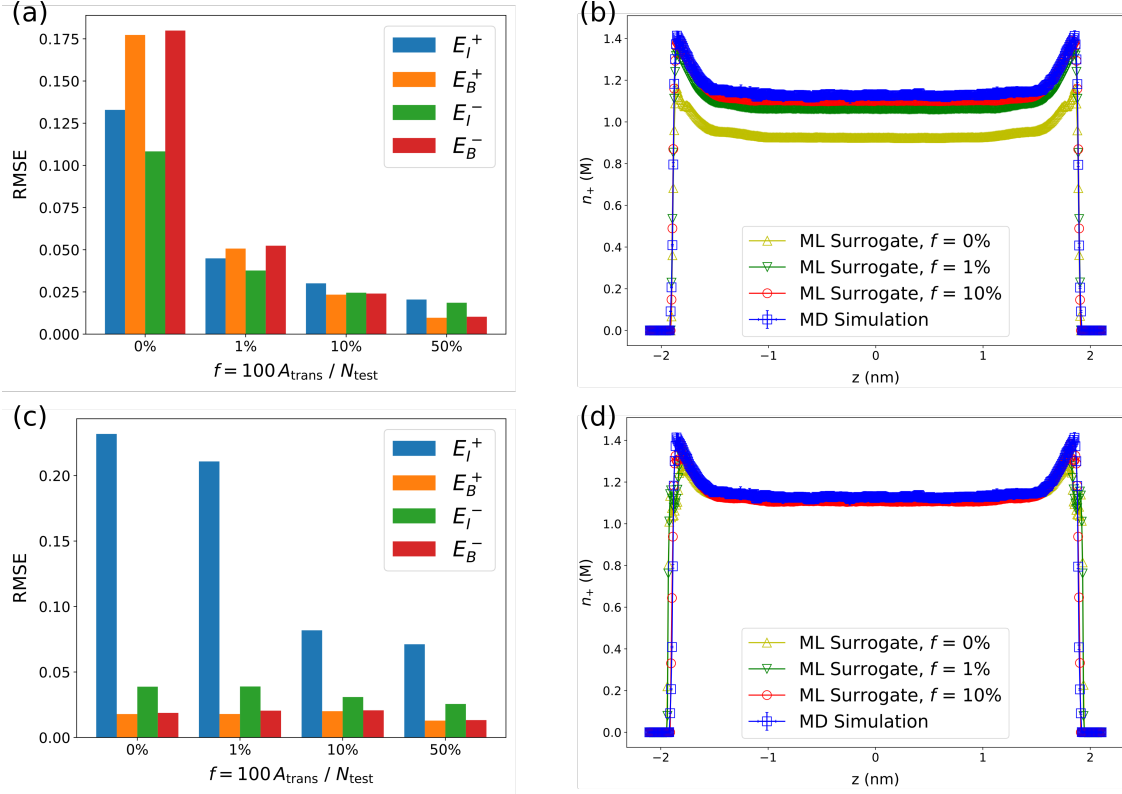 (a)
0.175
0.150
0.125
0.100
0.075
0.050
0.025
0.000
RMSE
E_I^+
E_B^+
E_I^-
E_B^-
0% 1% 10% 50%
f = 100 A_trans / N_test
(b)
1.4
1.2
1.0
0.8
0.6
0.4
0.2
0.0
n_+ (M)
ML Surrogate, f = 0%
ML Surrogate, f = 1%
ML Surrogate, f = 10%
MD Simulation
−2 −1 0 1 2
z (nm)
(c)
0.20
0.15
0.10
0.05
0.00
RMSE
E_I^+
E_B^+
E_I^-
E_B^-
0% 1% 10% 50%
f = 100 A_trans / N_test
(d)
1.4
1.2
1.0
0.8
0.6
0.4
0.2
0.0
n_+ (M)
ML Surrogate, f = 0%
ML Surrogate, f = 1%
ML Surrogate, f = 10%
MD Simulation
−2 −1 0 1 2
z (nm)